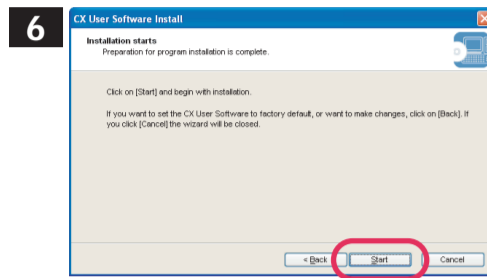 6
CX User Software Install
Installation starts
Preparation for program installation is complete.
Click on [Start] and begin with installation.
If you want to set the CX User Software to factory default, or want to make changes, click on [Back]. If
you click [Cancel] the wizard will be closed.
< Back
Start
Cancel